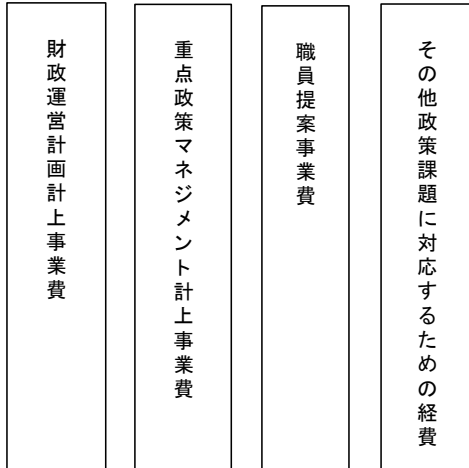 財政運営計画計上事業費
重点政策マネジメント計上事業費
職員提案事業費
その他政策課題に対応するための経費